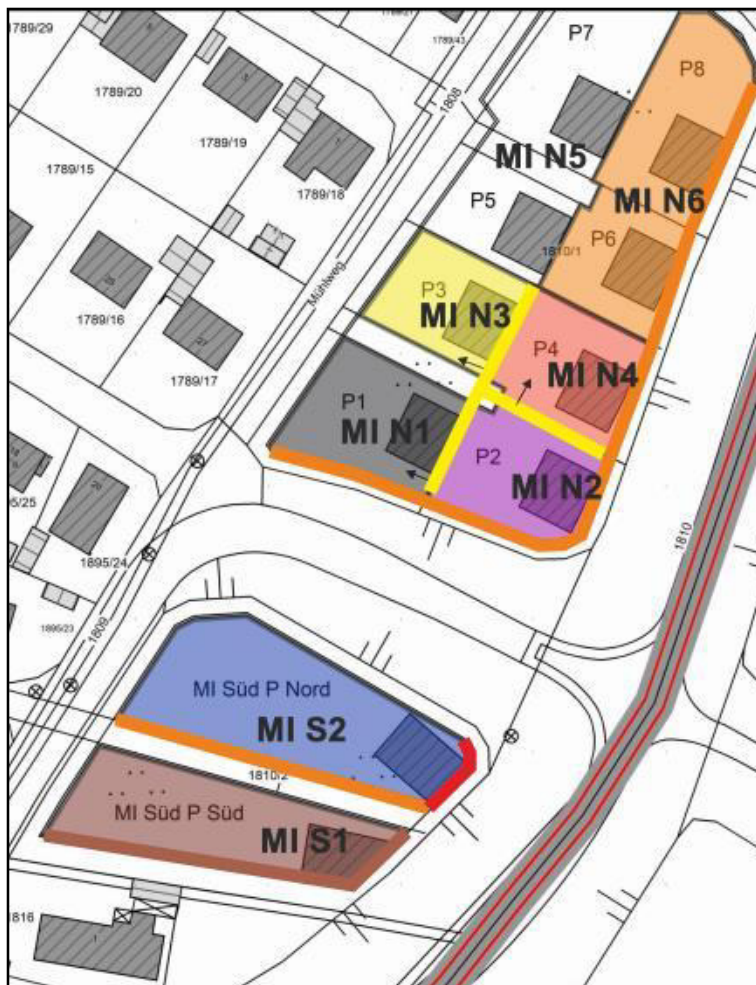 1789/29
1789/20
1789/43
P7
1808
P8
1789/19
1789/15
1789/18
MI N5
MI N6
P5
P6
1810/1
Mühlweg
1789/16
P3
MI N3
27
1789/17
P4
MI N4
P1
MI N1
P2
MI N2
1895/24
1810
1809
1895/23
MI Süd P Nord
MI S2
1810/2
MI Süd P Süd
MI S1
1816
1